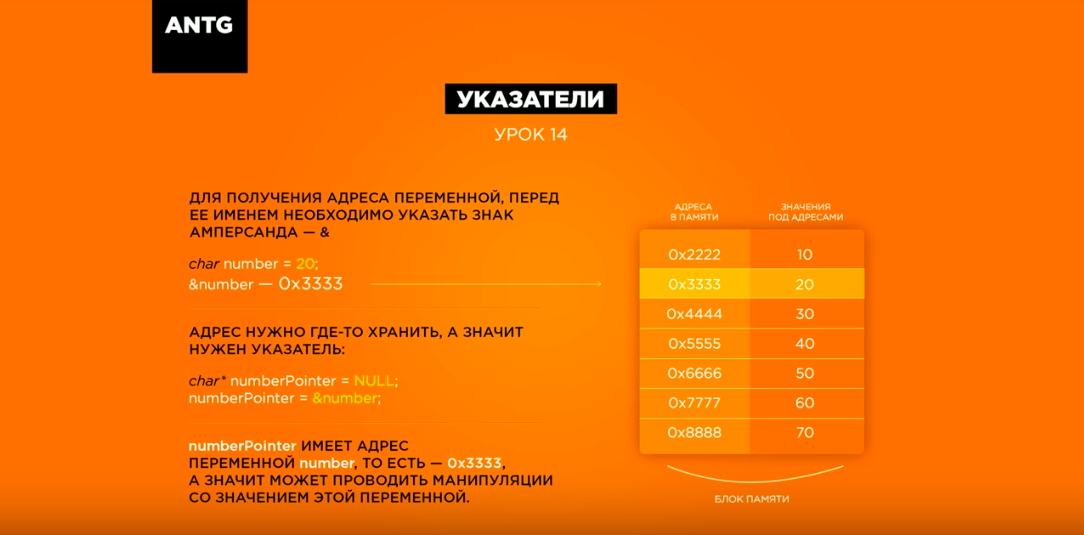 ANTG
УКАЗАТЕЛИ
УРОК 14
ДЛЯ ПОЛУЧЕНИЯ АДРЕСА ПЕРЕМЕННОЙ, ПЕРЕД
ЕЕ ИМЕНЕМ НЕОБХОДИМО УКАЗАТЬ ЗНАК
АМПЕРСАНДА — &
char number = 20;
&number — 0x3333
АДРЕС НУЖНО ГДЕ-ТО ХРАНИТЬ, А ЗНАЧИТ
НУЖЕН УКАЗАТЕЛЬ:
char* numberPointer = NULL;
numberPointer = &number;
numberPointer ИМЕЕТ АДРЕС
ПЕРЕМЕННОЙ number, ТО ЕСТЬ — 0x3333,
А ЗНАЧИТ МОЖЕТ ПРОВОДИТЬ МАНИПУЛЯЦИИ
СО ЗНАЧЕНИЕМ ЭТОЙ ПЕРЕМЕННОЙ.
АДРЕСА ЗНАЧЕНИЯ
В ПАМЯТИ ПОД АДРЕСАМИ
0x2222 10
0x3333 20
0x4444 30
0x5555 40
0x6666 50
0x7777 60
0x8888 70
БЛОК ПАМЯТИ